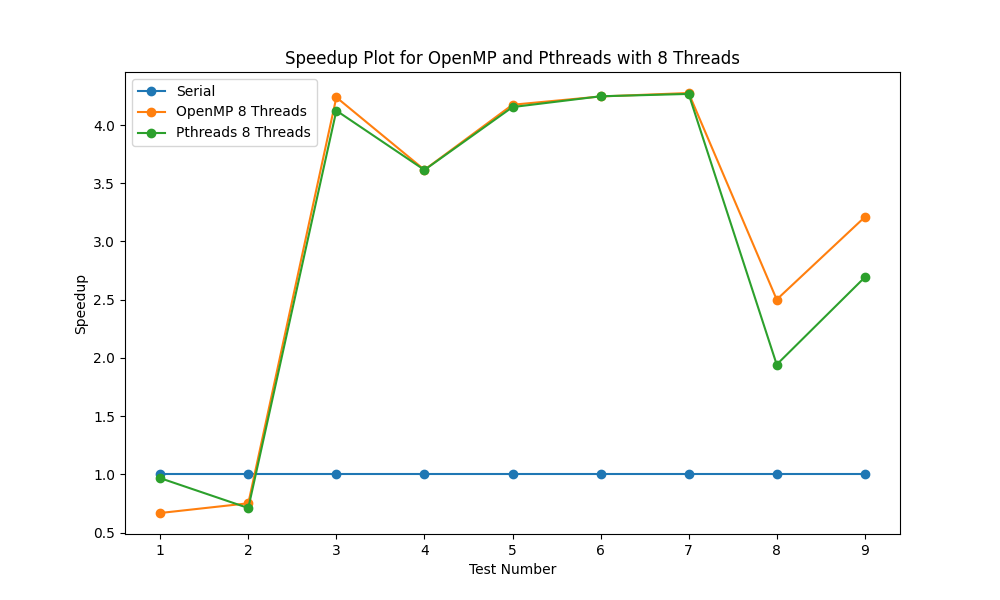 Speedup Plot for OpenMP and Pthreads with 8 Threads
Serial
OpenMP 8 Threads
Pthreads 8 Threads
Speedup
4.0
3.5
3.0
2.5
2.0
1.5
1.0
0.5
1 2 3 4 5 6 7 8 9
Test Number